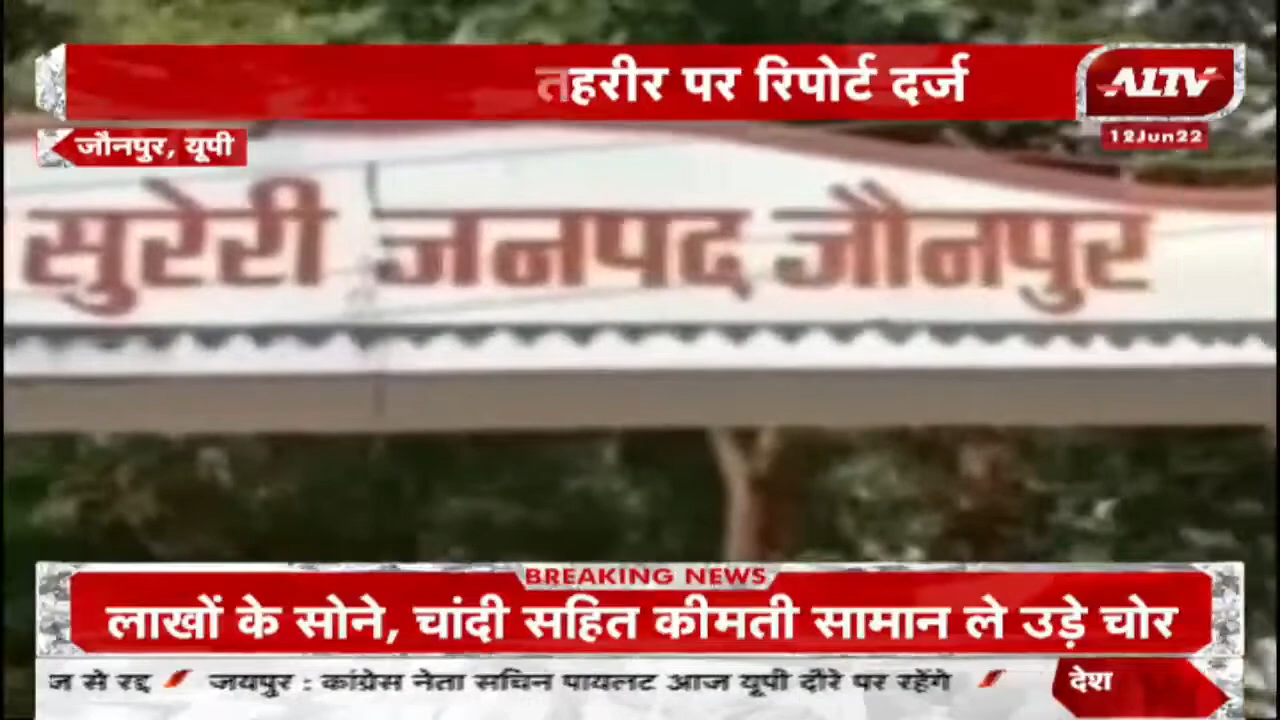 तहरीर पर रिपोर्ट दर्ज
ALTV
12Jun22
जौनपुर, यूपी
सुरेरी जनपद जौनपुर
BREAKING NEWS
लाखों के सोने, चांदी सहित कीमती सामान ले उड़े चोर
ज से रद्द जयपुर : कांग्रेस नेता सचिन पायलट आज यूपी दौरे पर रहेंगे देश